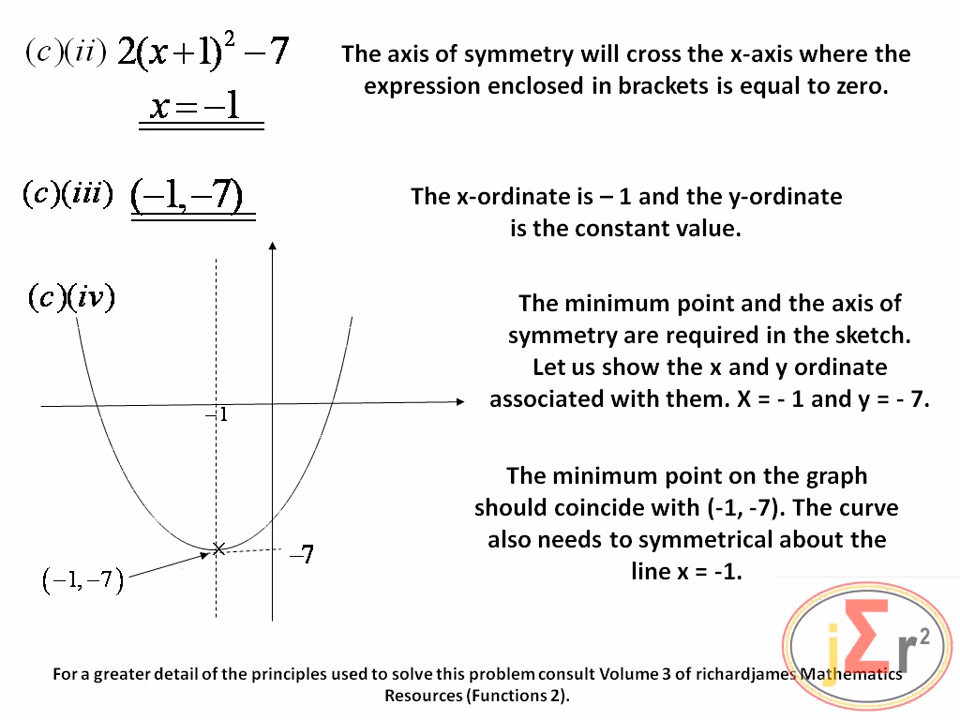 (c)(ii) 2(x+1)² −7
x = −1
The axis of symmetry will cross the x-axis where the
expression enclosed in brackets is equal to zero.
(c)(iii) (−1,−7)
The x-ordinate is – 1 and the y-ordinate
is the constant value.
(c)(iv)
The minimum point and the axis of
symmetry are required in the sketch.
Let us show the x and y ordinate
associated with them. X = - 1 and y = - 7.
−1
The minimum point on the graph
should coincide with (-1, -7). The curve
also needs to symmetrical about the
line x = -1.
−7
(−1,−7)
jΣr²
For a greater detail of the principles used to solve this problem consult Volume 3 of richardjames Mathematics
Resources (Functions 2).